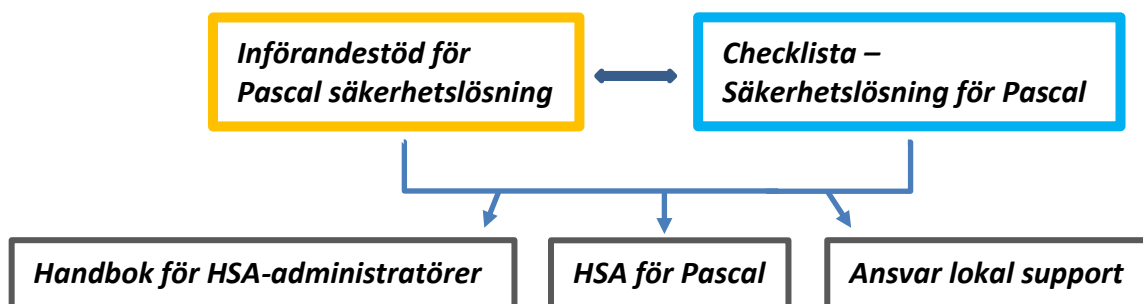 Införandestöd för
Pascal säkerhetslösning
Checklista –
Säkerhetslösning för Pascal
Handbok för HSA-administratörer
HSA för Pascal
Ansvar lokal support